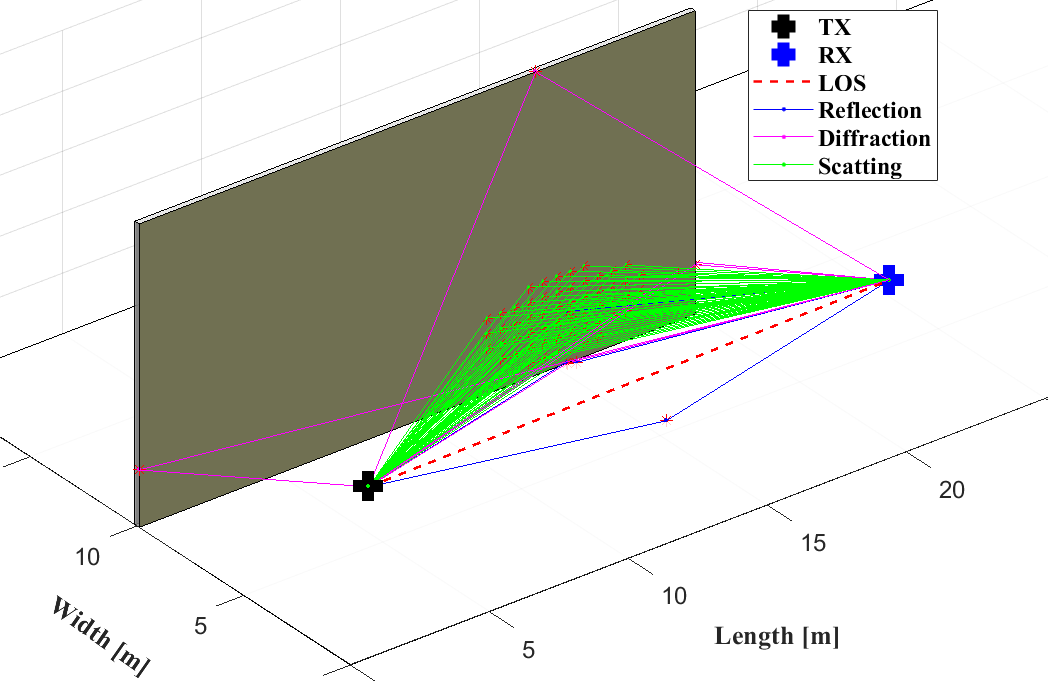 TX
RX
LOS
Reflection
Diffraction
Scatting
20
15
10
5
10
5
Width [m]
Length [m]